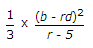 1/3 x (b - rd)² / r - 5